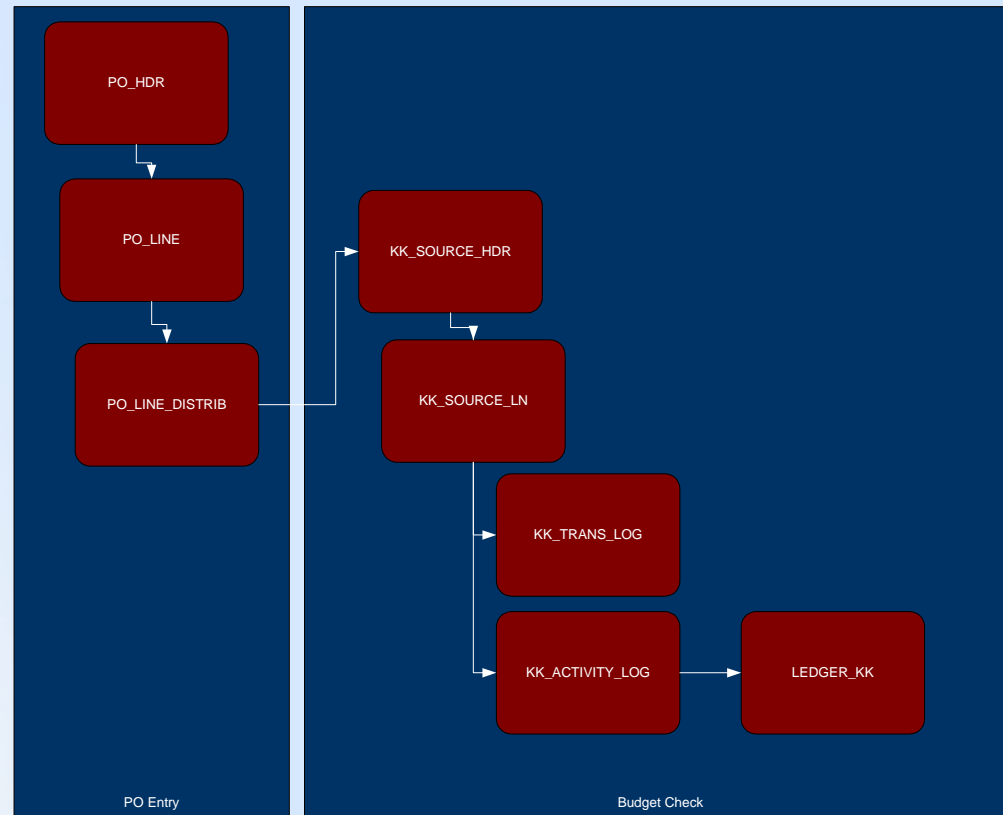 PO_HDR
PO_LINE
PO_LINE_DISTRIB
KK_SOURCE_HDR
KK_SOURCE_LN
KK_TRANS_LOG
KK_ACTIVITY_LOG
LEDGER_KK
PO Entry
Budget Check